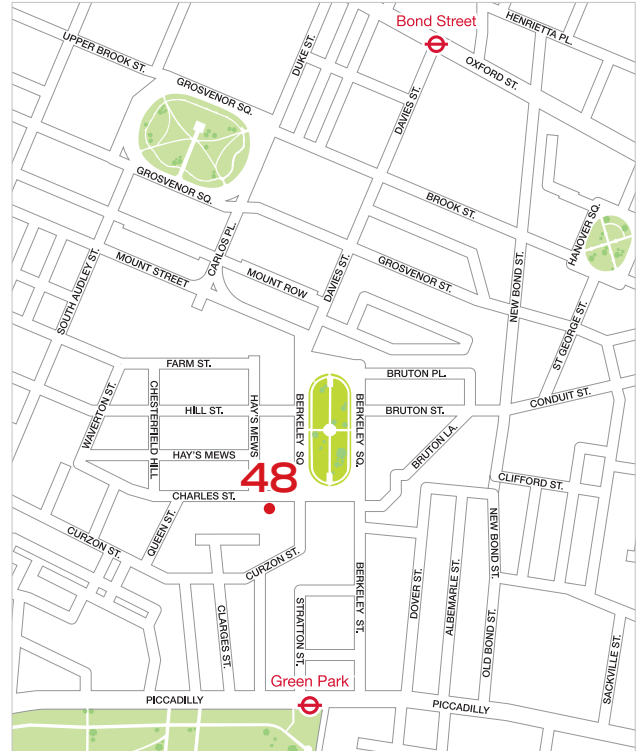 Bond Street
HENRIETTA PL.
UPPER BROOK ST.
DUKE ST.
OXFORD ST.
GROSVENOR SQ.
DAVIES ST.
GROSVENOR SQ.
BROOK ST.
HANOVER SQ.
CARLOS PL.
MOUNT STREET
MOUNT ROW
DAVIES ST.
GROSVENOR ST.
SOUTH AUDLEY ST.
NEW BOND ST.
ST GEORGE ST.
FARM ST.
BRUTON PL.
WAVERTON ST.
CHESTERFIELD HILL
HILL ST.
HAY'S MEWS
BERKELEY SQ
BERKELEY SQ.
BRUTON ST.
CONDUIT ST.
HAY'S MEWS
BRUTON LA.
48
CHARLES ST.
CLIFFORD ST.
CURZON ST.
QUEEN ST.
CURZON ST.
NEW BOND ST.
CLARGES ST.
STRATTON ST.
BERKELEY ST.
DOVER ST.
ALBEMARLE ST.
OLD BOND ST.
SACKVILLE ST.
Green Park
PICCADILLY
PICCADILLY